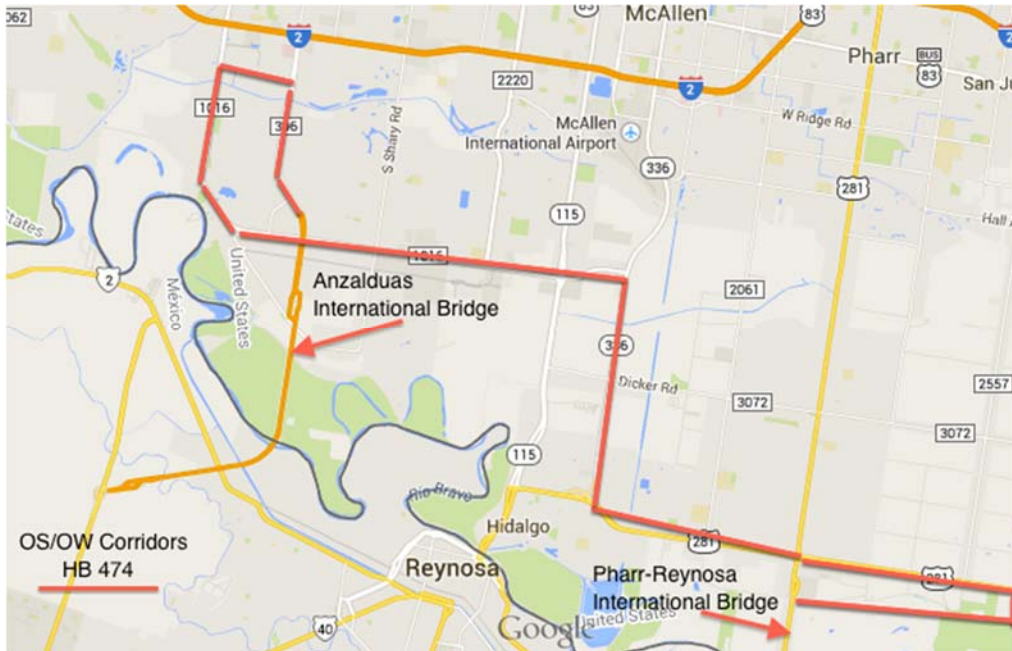 062
2
83
McAllen
83
Pharr
BUS
83
2
San Ju
1016
396
S Shary Rd
2220
2
McAllen
International Airport
W Ridge Rd
336
281
115
Hall A
States
2
México
United States
1016
Anzalduas
International Bridge
2061
336
Dicker Rd
3072
2557
3072
115
Río Bravo
Hidalgo
281
OS/OW Corridors
HB 474
Reynosa
Pharr-Reynosa
International Bridge
281
40
Google
United States